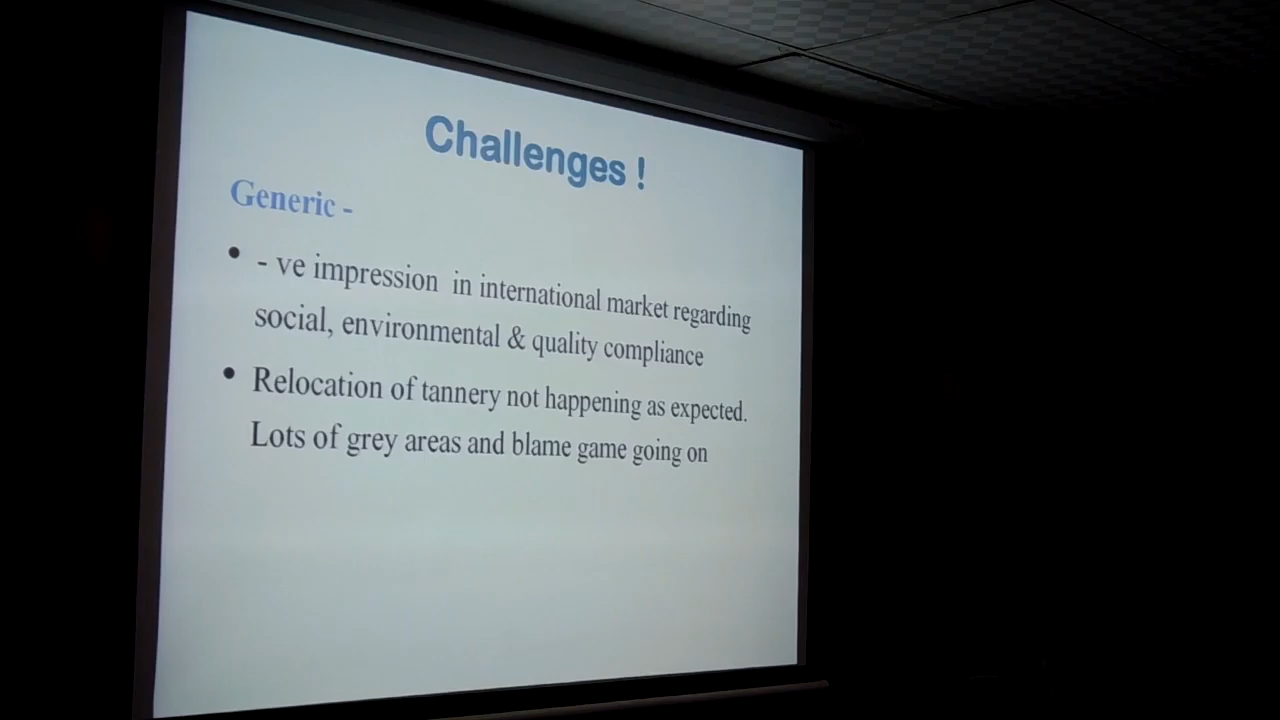 Challenges !
Generic -
• - ve impression in international market regarding
social, environmental & quality compliance
• Relocation of tannery not happening as expected.
Lots of grey areas and blame game going on